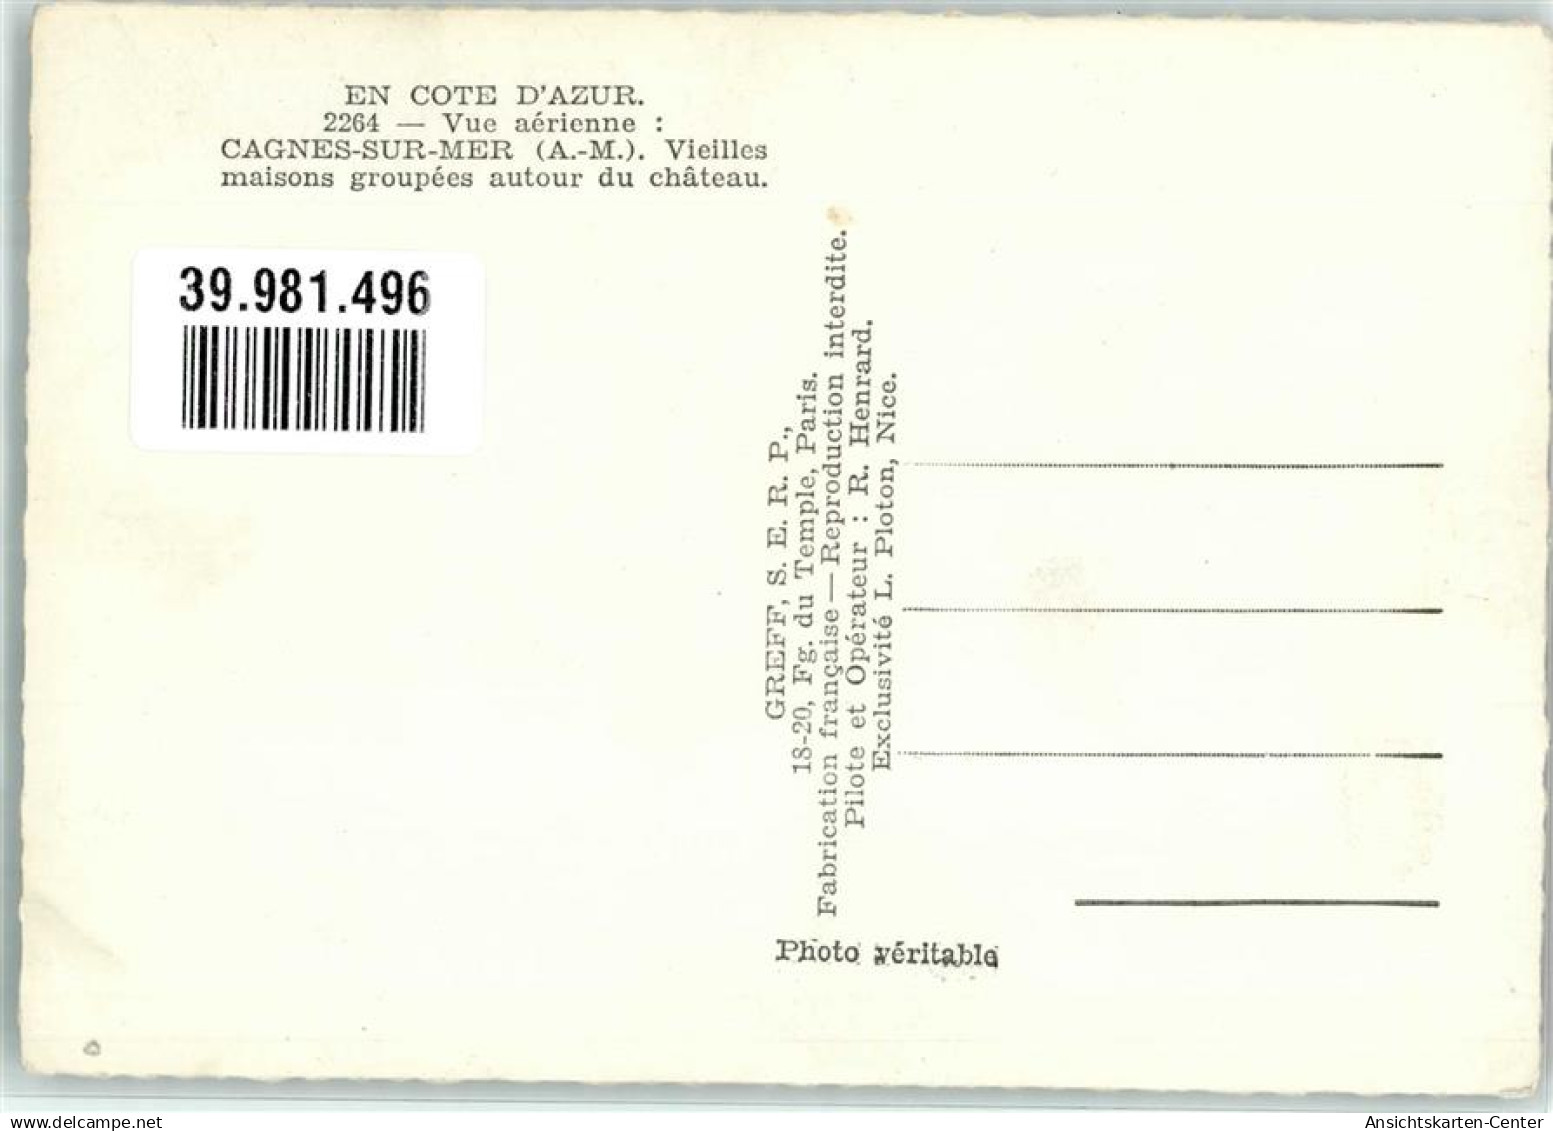 EN COTE D'AZUR.
2264 — Vue aérienne :
CAGNES-SUR-MER (A.-M.). Vieilles
maisons groupées autour du château.
39.981.496
GREFF, S. E. R. P.,
18-20, Fg. du Temple, Paris.
Fabrication française — Reproduction interdite.
Pilote et Opérateur : R. Henrard.
Exclusivité L. Ploton, Nice.
Photo véritable
www.delcampe.net
Ansichtskarten-Center